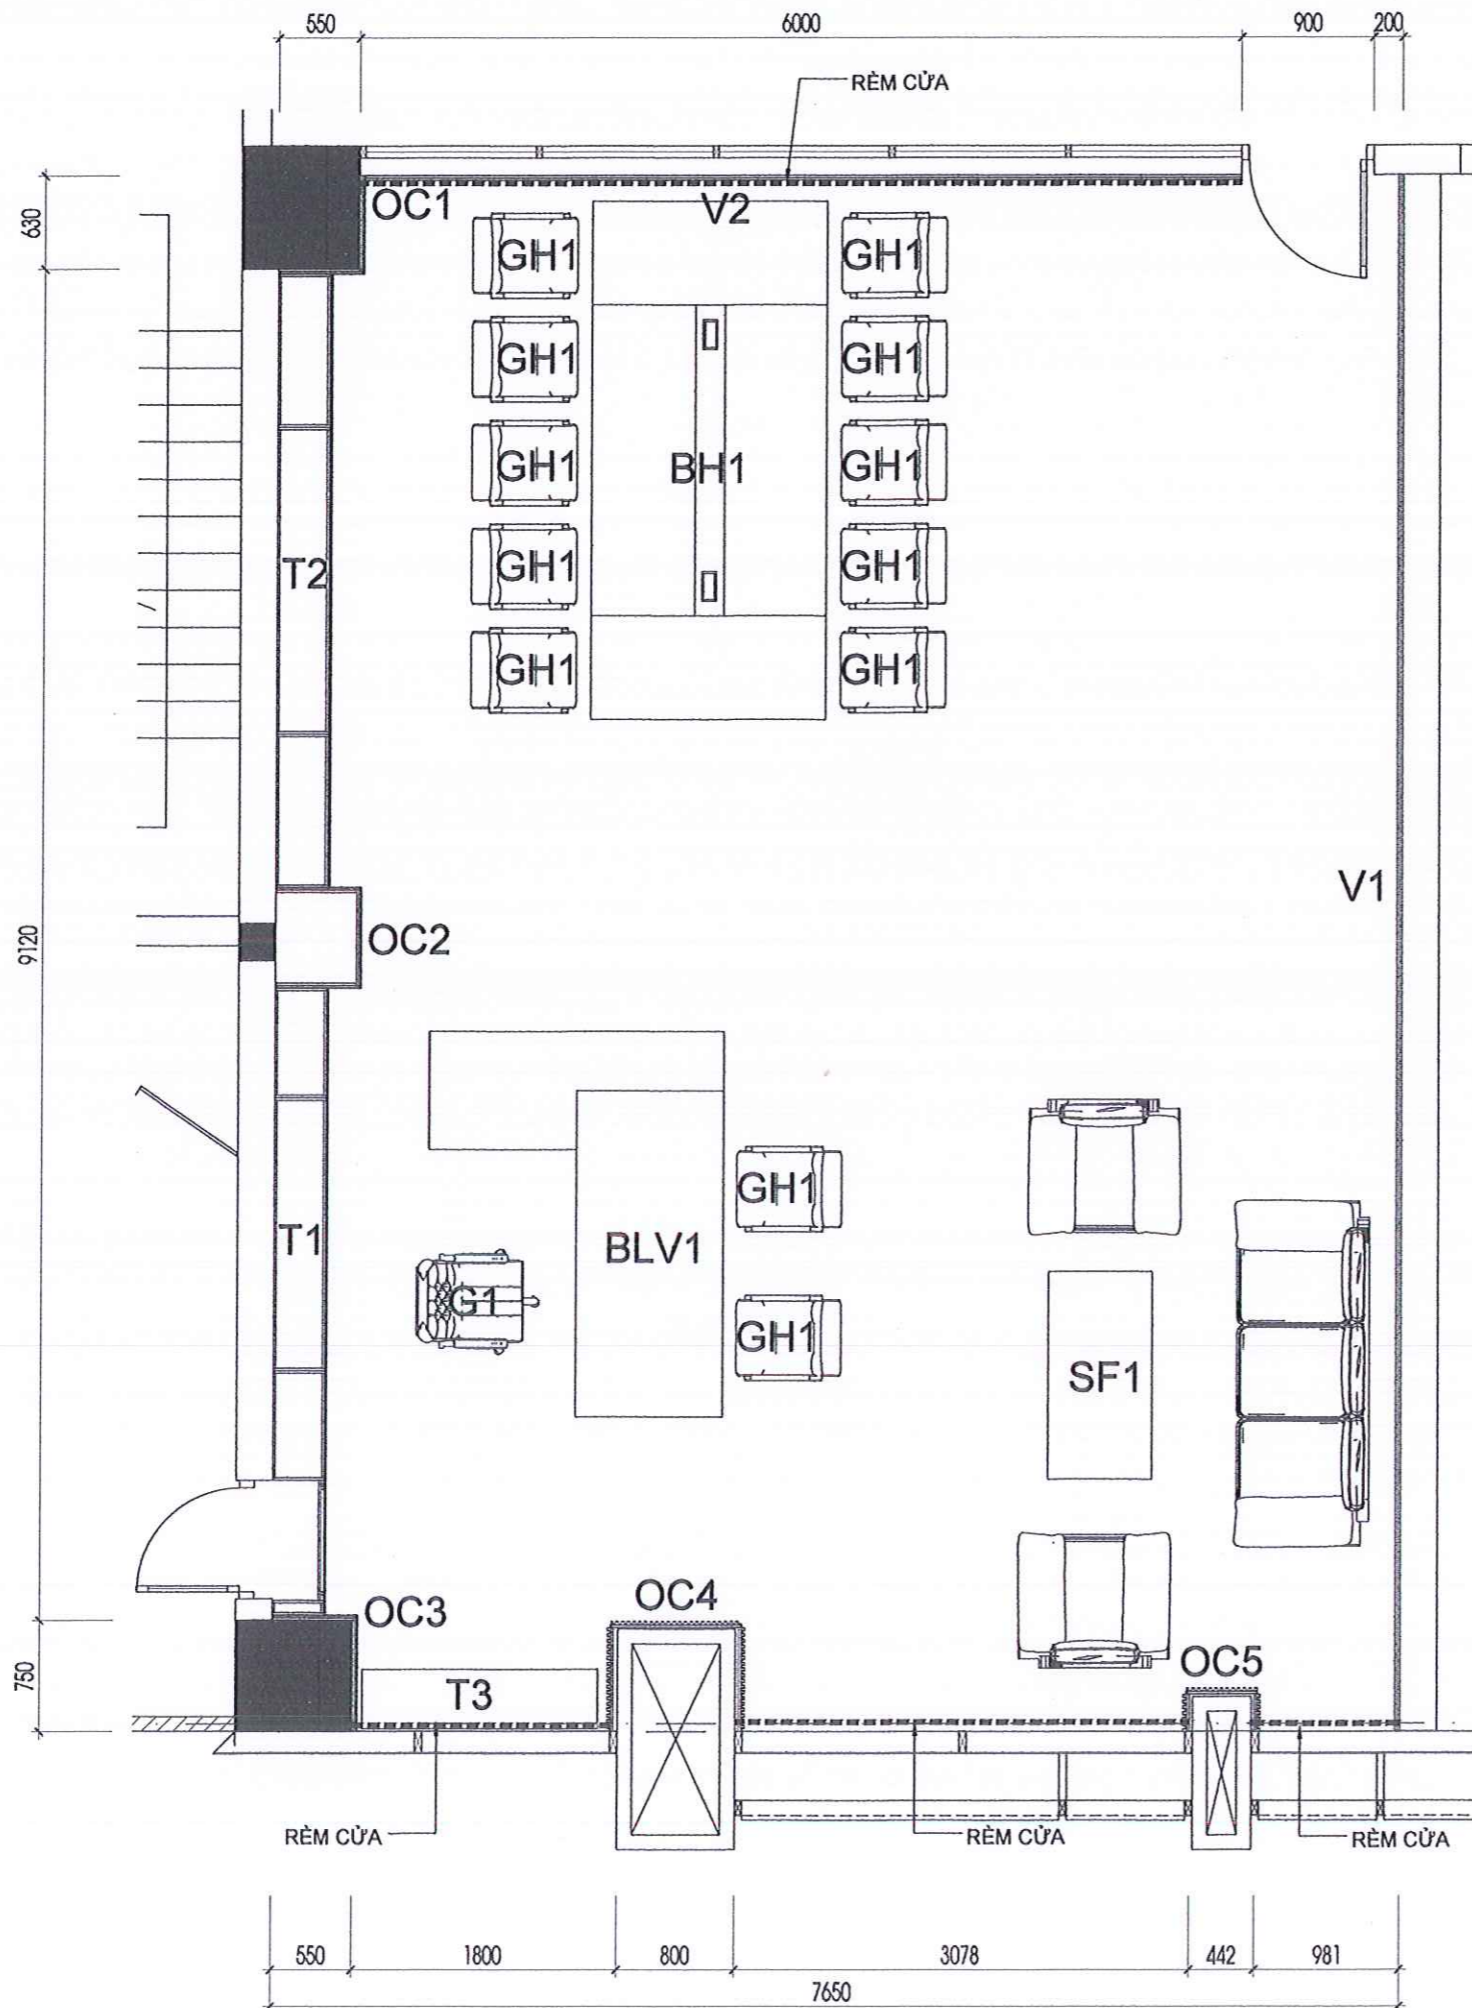 550 6000 900 200
RÈM CỬA
630
OC1 V2
GH1 GH1
GH1 GH1
GH1 BH1 GH1
T2 GH1 GH1
GH1 GH1
V1
9120
OC2
GH1
T1 BLV1
G1
GH1
SF1
OC3 OC4
750
T3 OC5
RÈM CỬA RÈM CỬA RÈM CỬA
550 1800 800 3078 442 981
7650